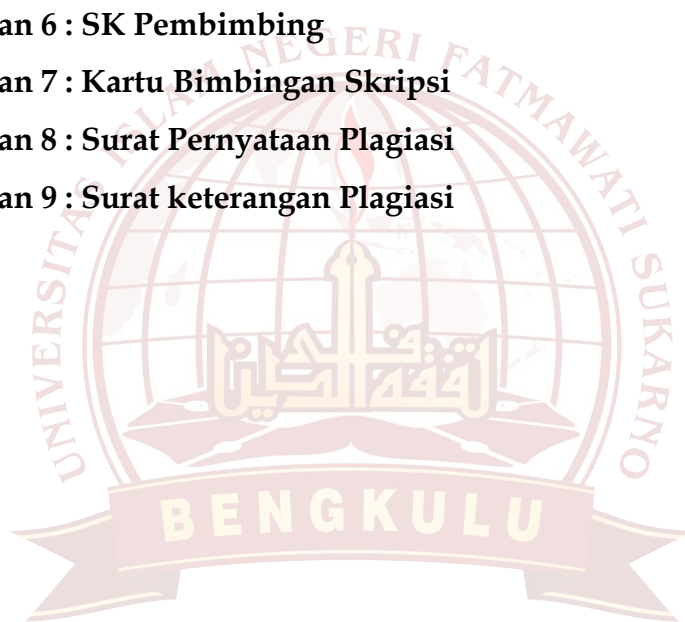 an 6 : SK Pembimbing
an 7 : Kartu Bimbingan Skripsi
an 8 : Surat Pernyataan Plagiasi
an 9 : Surat keterangan Plagiasi
UNIVERSITAS ISLAM NEGERI FATMAWATI SUKARNO
BENGKULU